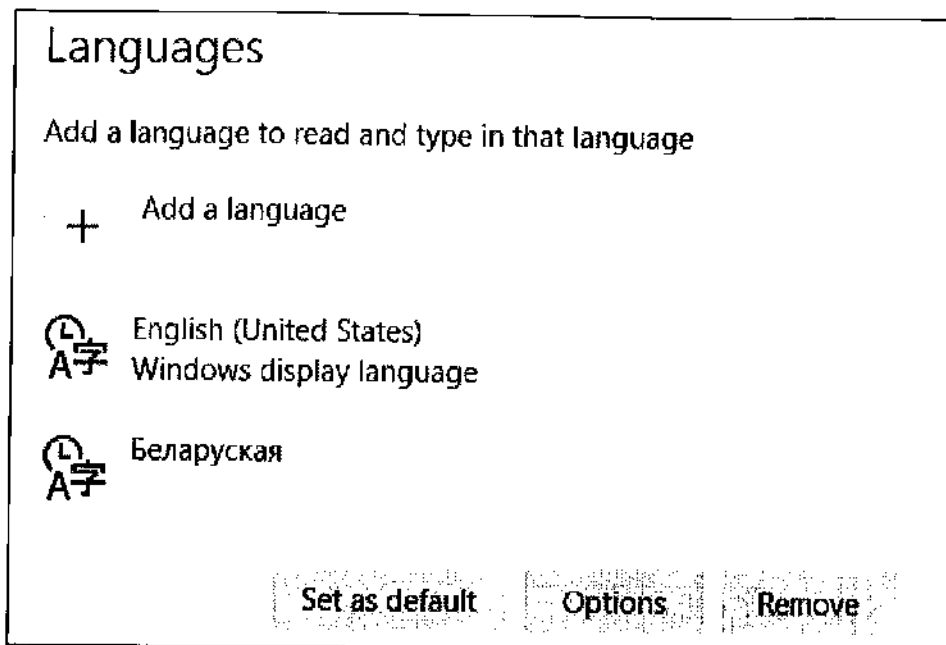 Languages
Add a language to read and type in that language
Add a language
English (United States)
Windows display language
Беларуская
Set as default Options Remove